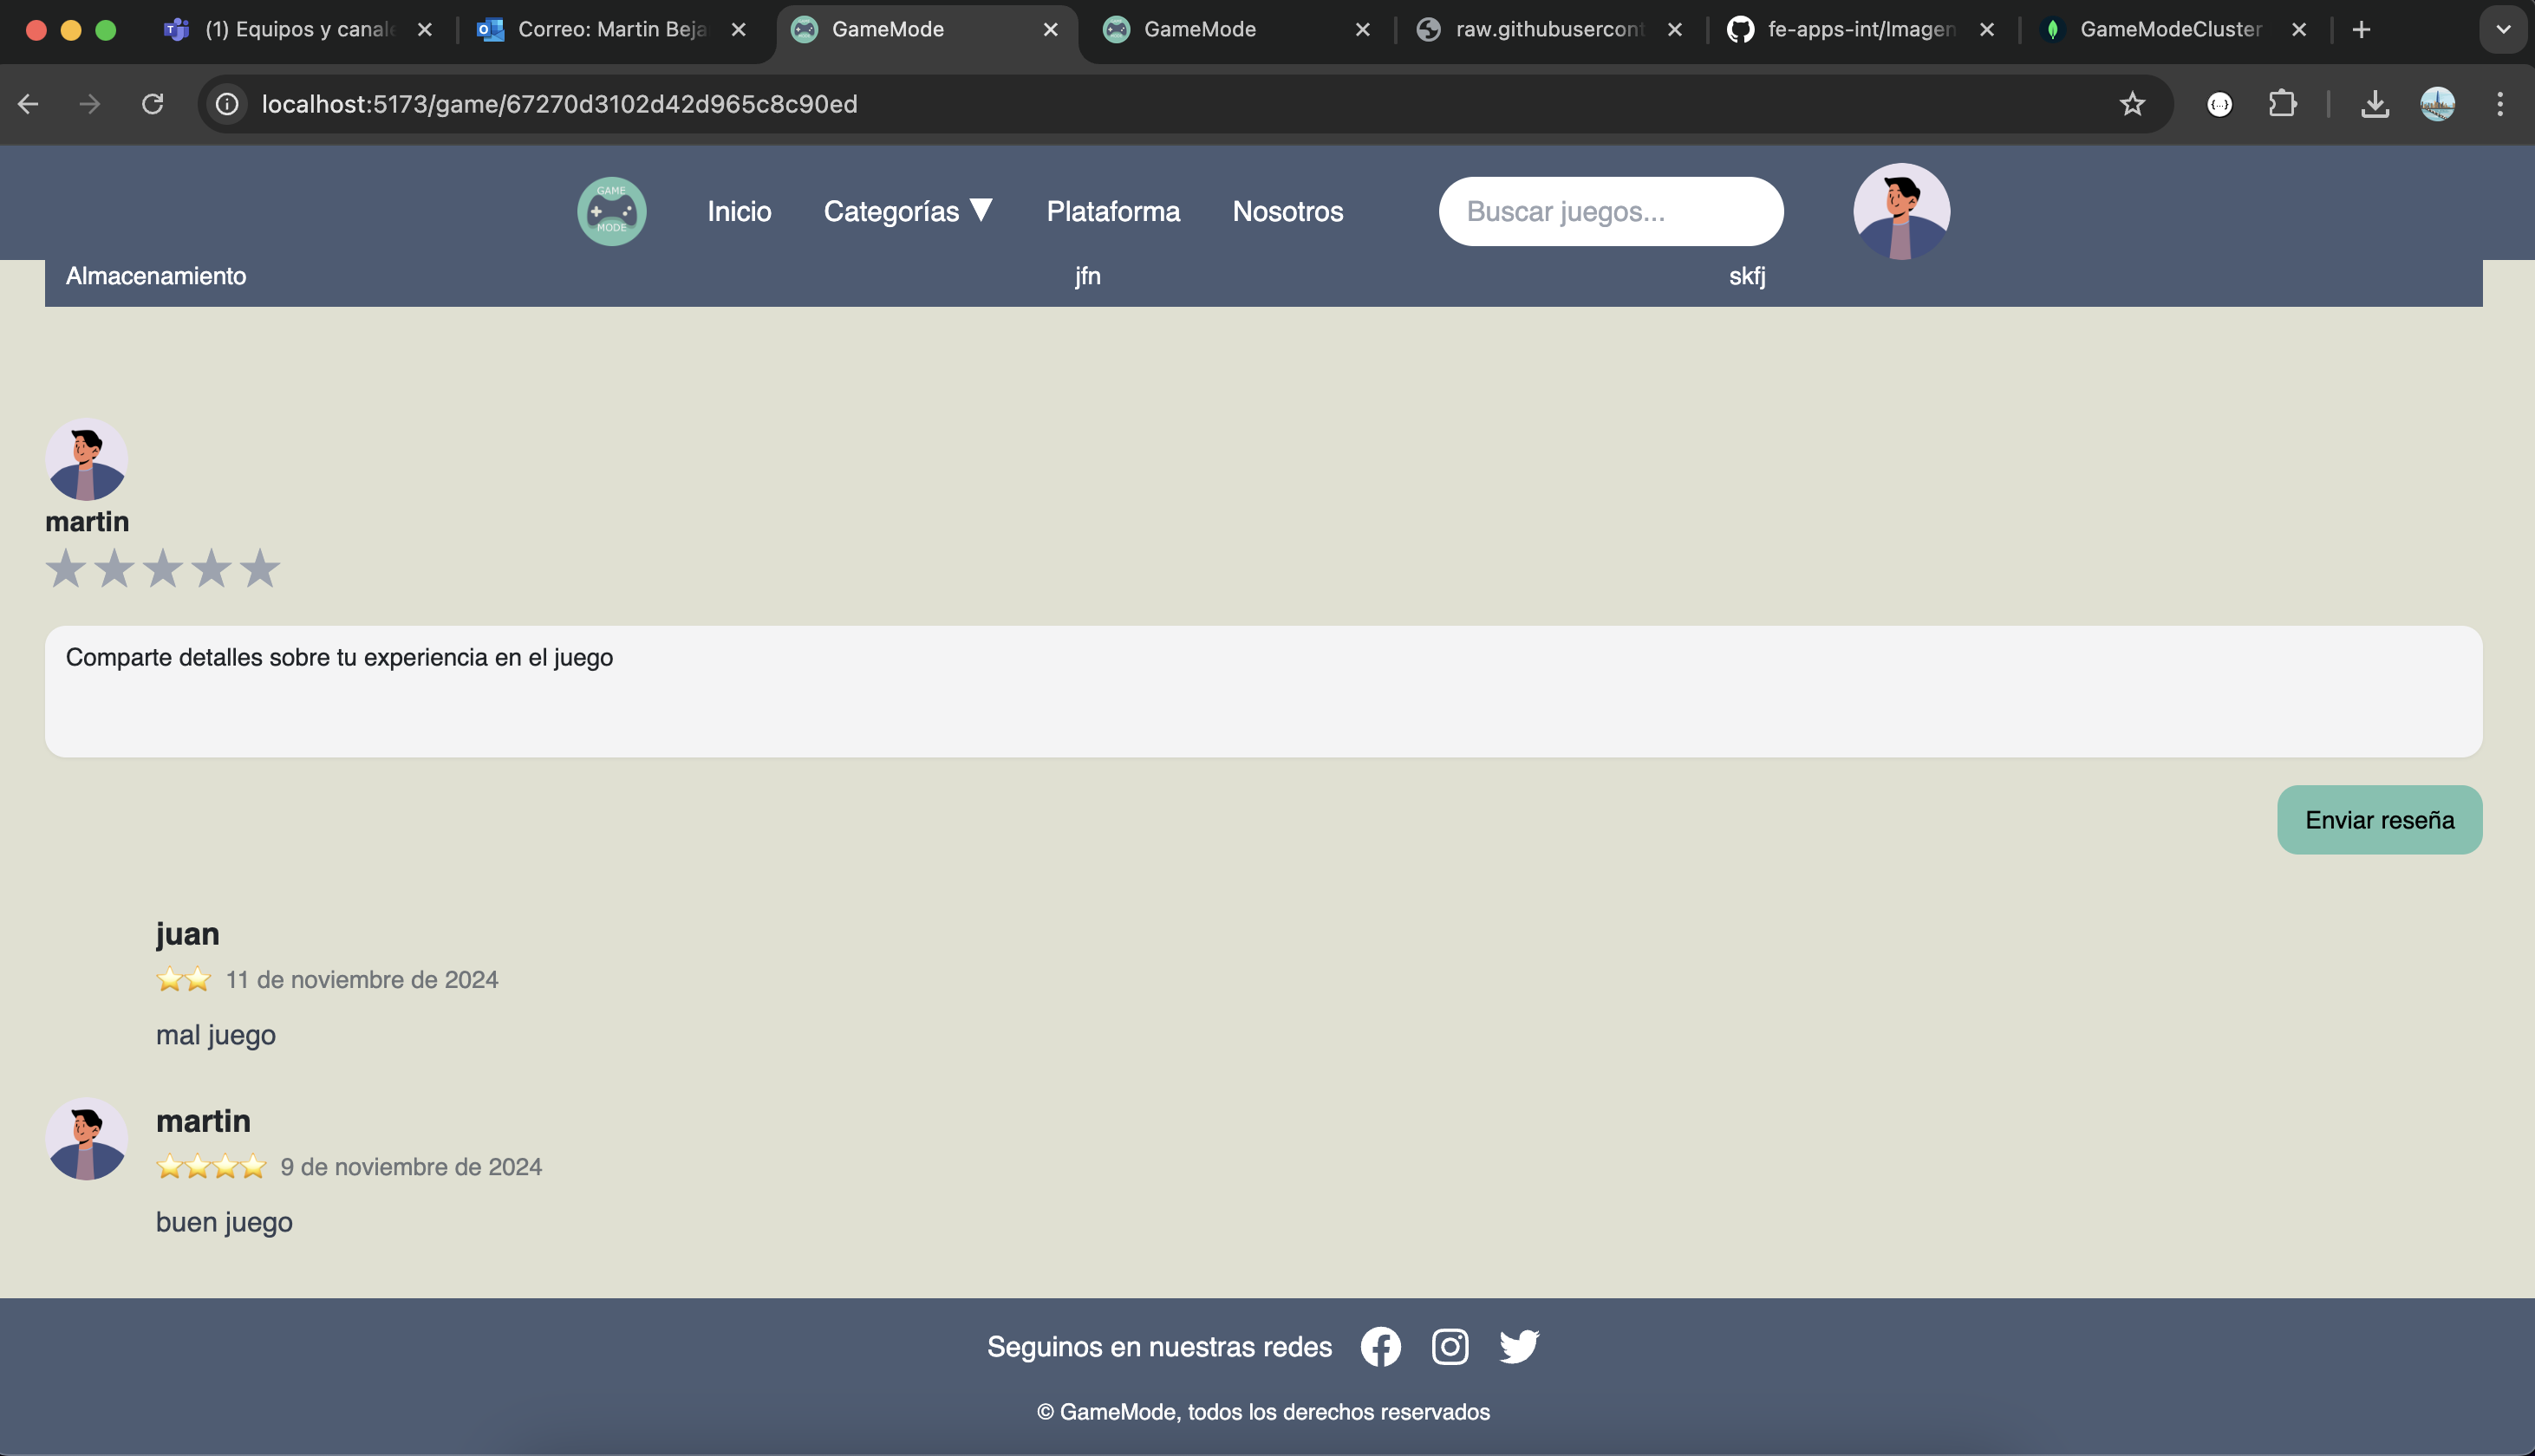 (1) Equipos y canale
Correo: Martin Beja
GameMode
GameMode
raw.githubusercont
fe-apps-int/Imagen
GameModeCluster
localhost:5173/game/67270d3102d42d965c8c90ed
GAME
MODE
Inicio
Categorías ▼
Plataforma
Nosotros
Buscar juegos...
Almacenamiento jfn skfj
martin
Comparte detalles sobre tu experiencia en el juego
Enviar reseña
juan
11 de noviembre de 2024
mal juego
martin
9 de noviembre de 2024
buen juego
Seguinos en nuestras redes
© GameMode, todos los derechos reservados